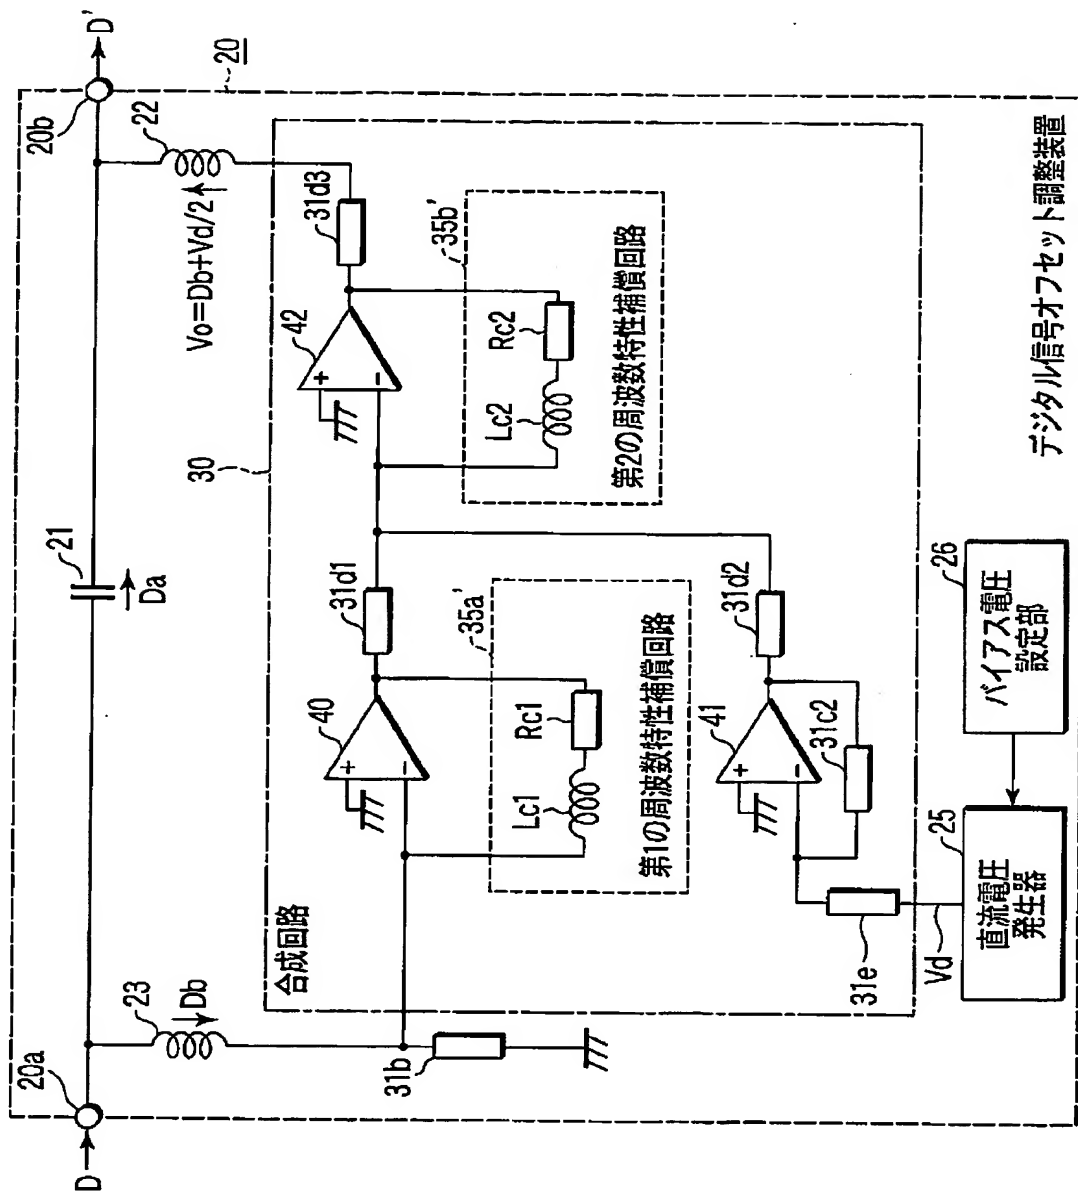 D
20a
20b
D'
20
21
Da
22
Vo=Db+Vd/2
23
Db
30
合成回路
31b
40
+
−
31d1
35a'
Lc1
Rc1
第1の周波数特性補償回路
42
+
−
31d3
35b'
Lc2
Rc2
第2の周波数特性補償回路
41
+
−
31d2
31c2
31e
Vd
25
直流電圧
発生器
26
バイアス電圧
設定部
デジタル信号オフセット調整装置